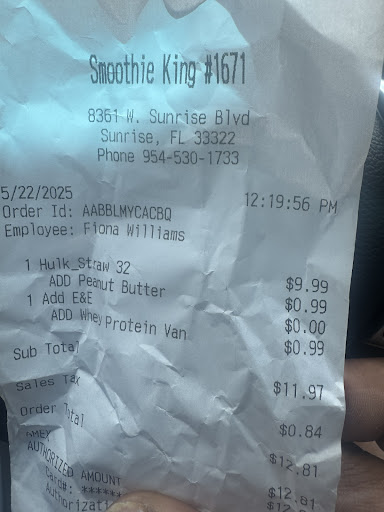 Smoothie King #1671
8361 W. Sunrise Blvd
Sunrise, FL 33322
Phone 954-530-1733
5/22/2025 12:19:56 PM
Order Id: AABBLMYCACBQ
Employee: Fiona Williams
1 Hulk_Straw 32 $9.99
ADD Peanut Butter $0.99
1 Add E&E $0.00
ADD Whey Protein Van $0.99
Sub Total $11.97
Sales Tax $0.84
Order Total $12.81
AMEX $12.81
AUTHORIZED AMOUNT
Card#: ******